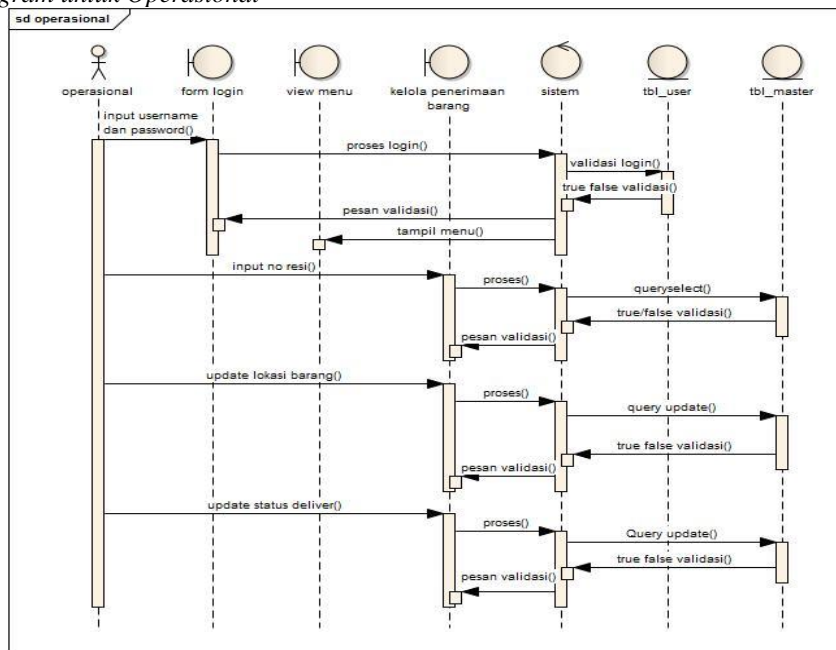 gram untuk Operasional
sd operasional
operasional
form login
view menu
kelola penerimaan
barang
sistem
tbl_user
tbl_master
input username
dan password()
proses login()
validasi login()
true false validasi()
pesan validasi()
tampil menu()
input no resi()
proses()
queryselect()
true/false validasi()
pesan validasi()
update lokasi barang()
proses()
query update()
true false validasi()
pesan validasi()
update status deliver()
proses()
Query update()
true false validasi()
pesan validasi()